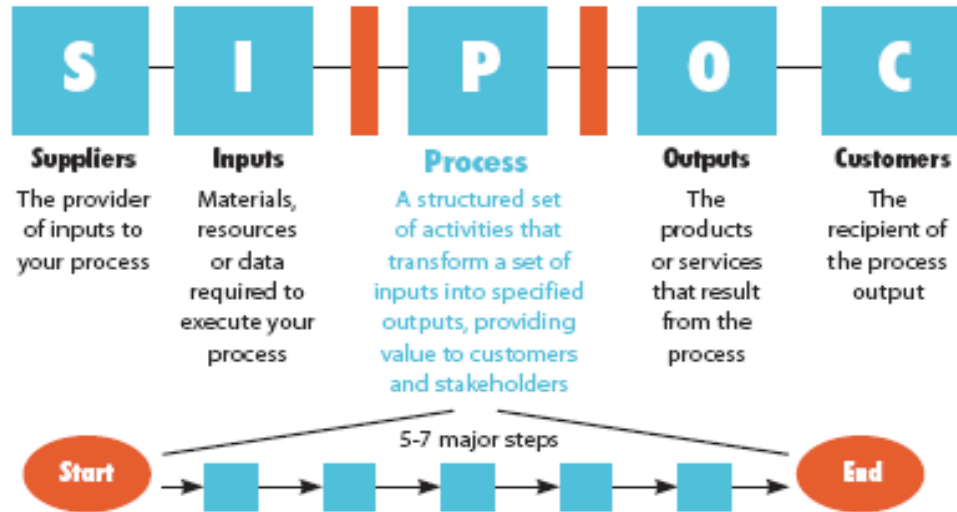 S
I
P
O
C
Suppliers
The provider
of inputs to
your process
Inputs
Materials,
resources
or data
required to
execute your
process
Process
A structured set
of activities that
transform a set of
inputs into specified
outputs, providing
value to customers
and stakeholders
Outputs
The
products
or services
that result
from the
process
Customers
The
recipient of
the process
output
5-7 major steps
Start
End